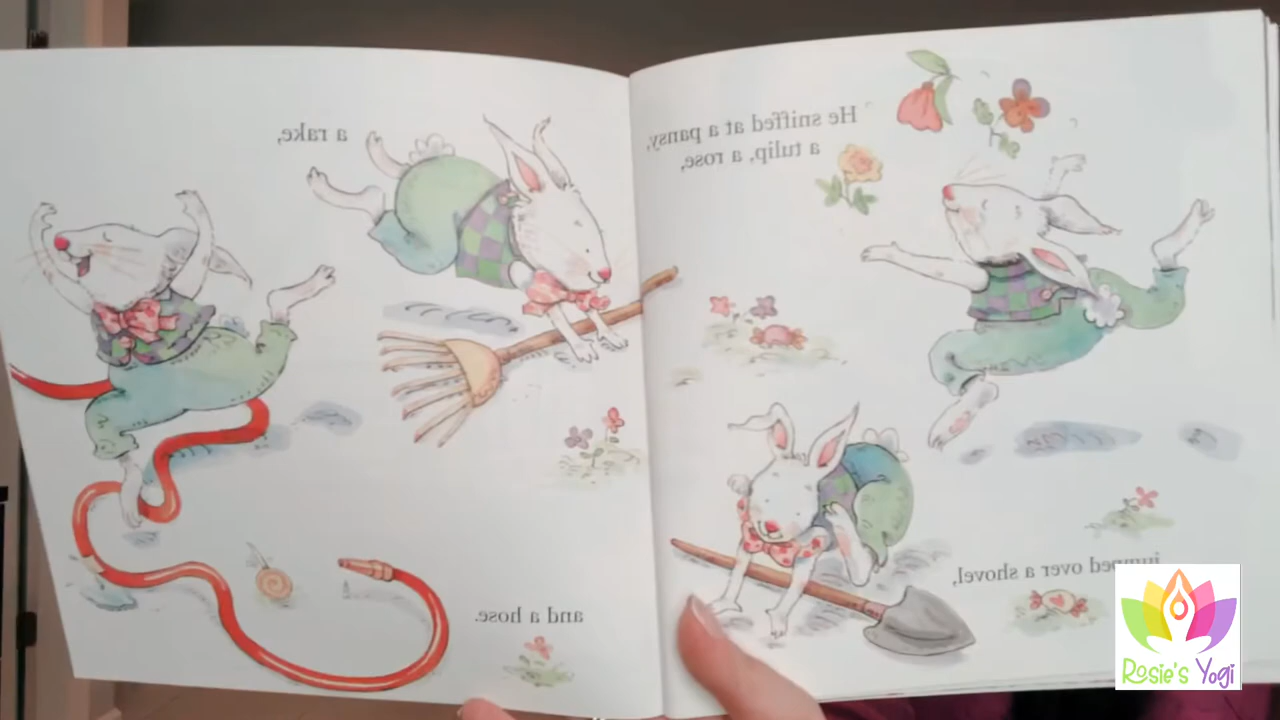 He sniffed at a pansy,
a tulip, a rose,
jumped over a shovel,
a rake,
and a hose.
Rosie's Yogi